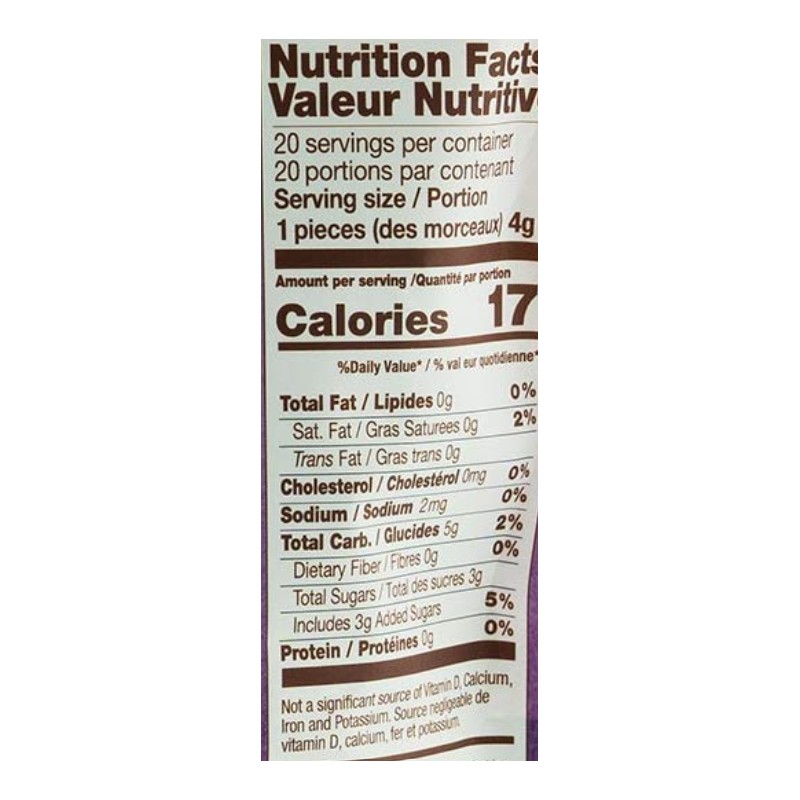 Nutrition Facts
Valeur Nutritiv
20 servings per container
20 portions par contenant
Serving size / Portion
1 pieces (des morceaux) 4g
Amount per serving /Quantité par portion
Calories 17
%Daily Value* / % val eur quotidienne*
Total Fat / Lipides 0g 0%
Sat. Fat / Gras Saturees 0g 2%
Trans Fat / Gras trans 0g
Cholesterol / Cholestérol 0mg 0%
Sodium / Sodium 2mg 0%
Total Carb. / Glucides 5g 2%
Dietary Fiber / Fibres 0g 0%
Total Sugars / Total des sucres 3g
Includes 3g Added Sugars 5%
Protein / Protéines 0g 0%
Not a significant source of Vitamin D, Calcium,
Iron and Potassium. Source negligeable de
vitamin D, calcium, fer et potassium.